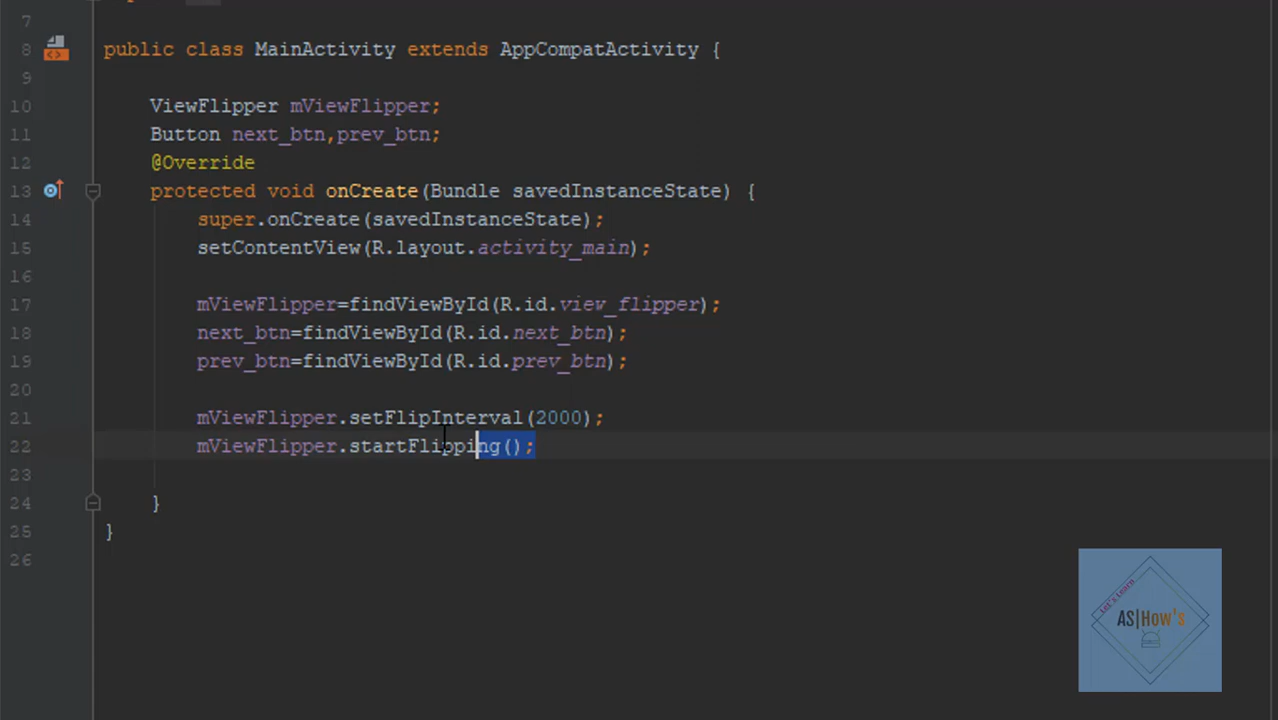 7
8 public class MainActivity extends AppCompatActivity {
9
10 ViewFlipper mViewFlipper;
11 Button next_btn,prev_btn;
12 @Override
13 protected void onCreate(Bundle savedInstanceState) {
14 super.onCreate(savedInstanceState);
15 setContentView(R.layout.activity_main);
16
17 mViewFlipper=findViewById(R.id.view_flipper);
18 next_btn=findViewById(R.id.next_btn);
19 prev_btn=findViewById(R.id.prev_btn);
20
21 mViewFlipper.setFlipInterval(2000);
22 mViewFlipper.startFlipping();
23
24 }
25 }
26
Let's Learn
AS|How's